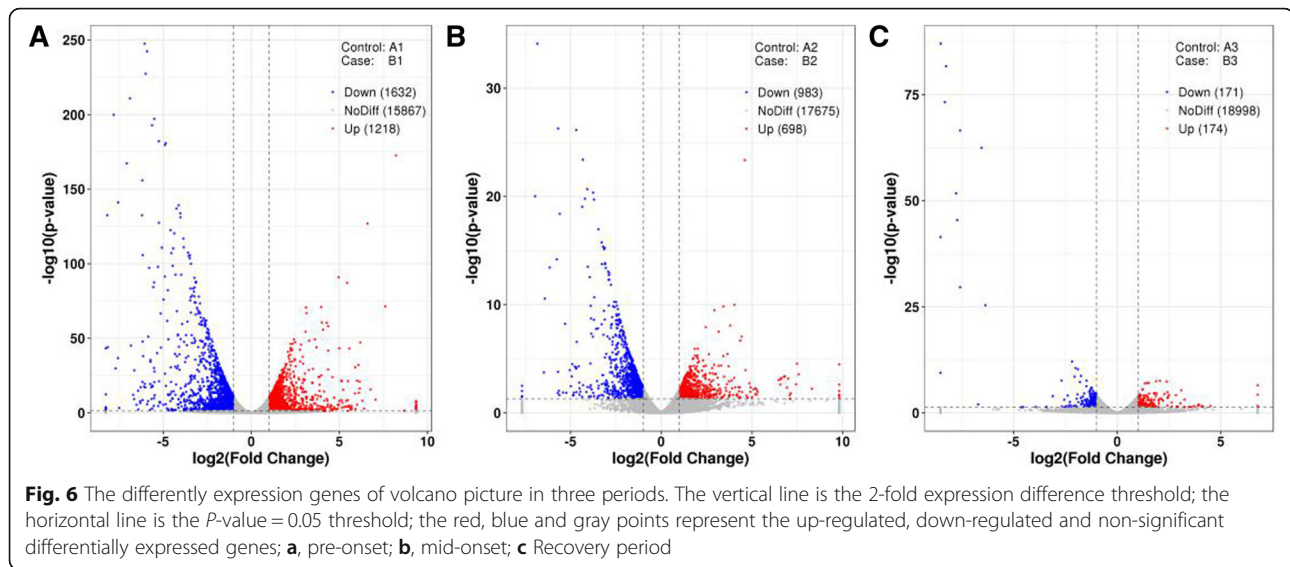 A
B
C
Control: A1
Case: B1
Down (1632)
NoDiff (15867)
Up (1218)
250
200
150
100
50
0
-log10(p-value)
-5
0
5
10
log2(Fold Change)
Control: A2
Case: B2
Down (983)
NoDiff (17675)
Up (698)
30
20
10
0
-log10(p-value)
-5
0
5
10
log2(Fold Change)
Control: A3
Case: B3
Down (171)
NoDiff (18998)
Up (174)
75
50
25
0
-log10(p-value)
-5
0
5
log2(Fold Change)
Fig. 6 The differently expression genes of volcano picture in three periods. The vertical line is the 2-fold expression difference threshold; the
horizontal line is the P-value = 0.05 threshold; the red, blue and gray points represent the up-regulated, down-regulated and non-significant
differentially expressed genes; a, pre-onset; b, mid-onset; c Recovery period